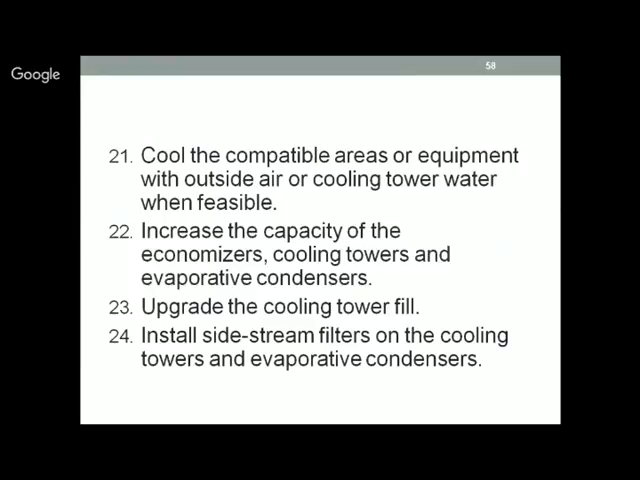 58
Google
21. Cool the compatible areas or equipment
with outside air or cooling tower water
when feasible.
22. Increase the capacity of the
economizers, cooling towers and
evaporative condensers.
23. Upgrade the cooling tower fill.
24. Install side-stream filters on the cooling
towers and evaporative condensers.